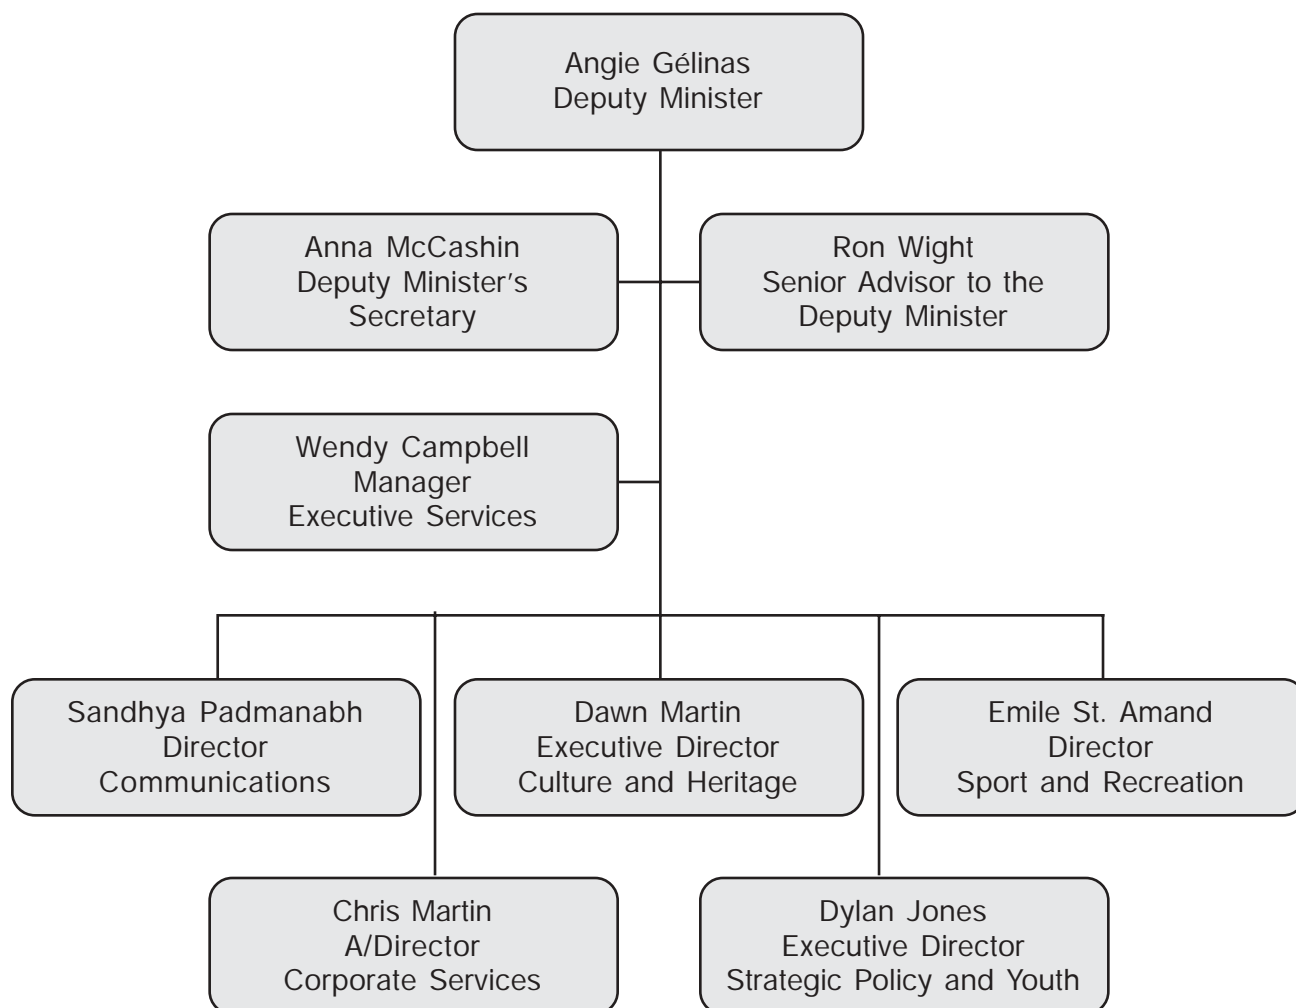 Angie Gélinas
Deputy Minister
Anna McCashin
Deputy Minister's
Secretary
Ron Wight
Senior Advisor to the
Deputy Minister
Wendy Campbell
Manager
Executive Services
Sandhya Padmanabh
Director
Communications
Dawn Martin
Executive Director
Culture and Heritage
Emile St. Amand
Director
Sport and Recreation
Chris Martin
A/Director
Corporate Services
Dylan Jones
Executive Director
Strategic Policy and Youth